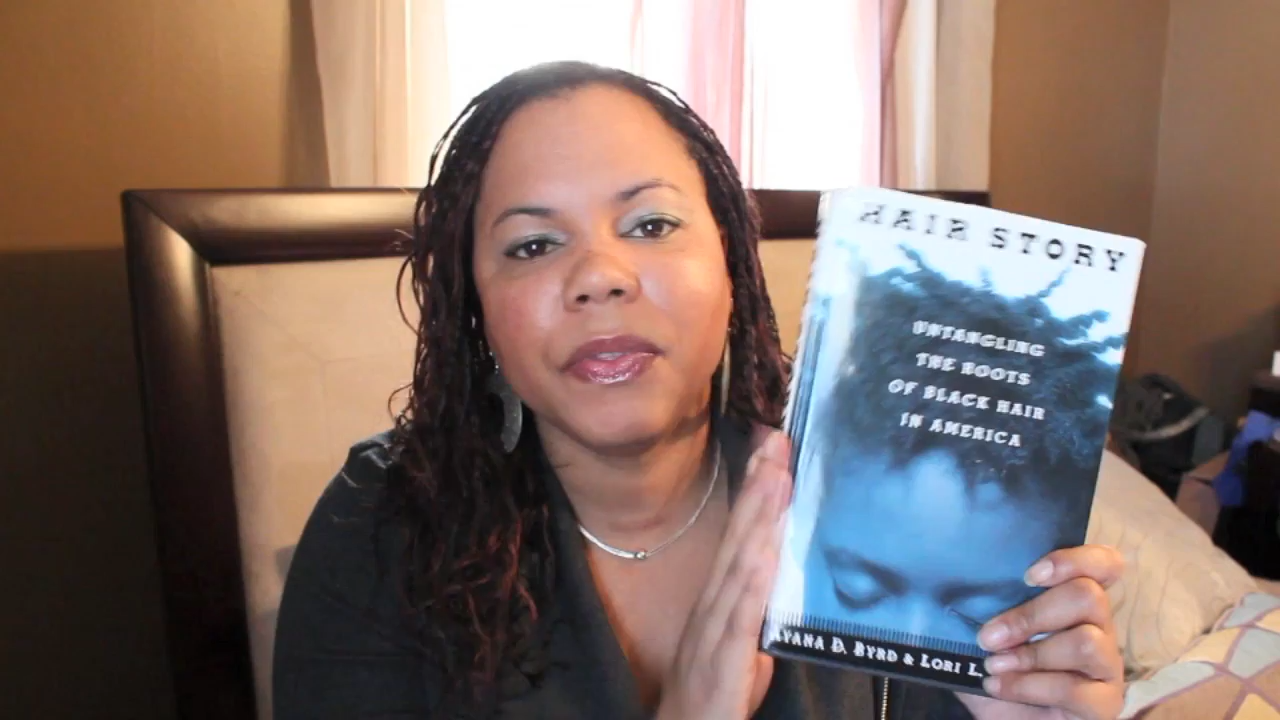 HAIR STORY
UNTANGLING
THE ROOTS
OF BLACK HAIR
IN AMERICA
AYANA D. BYRD & LORI L.